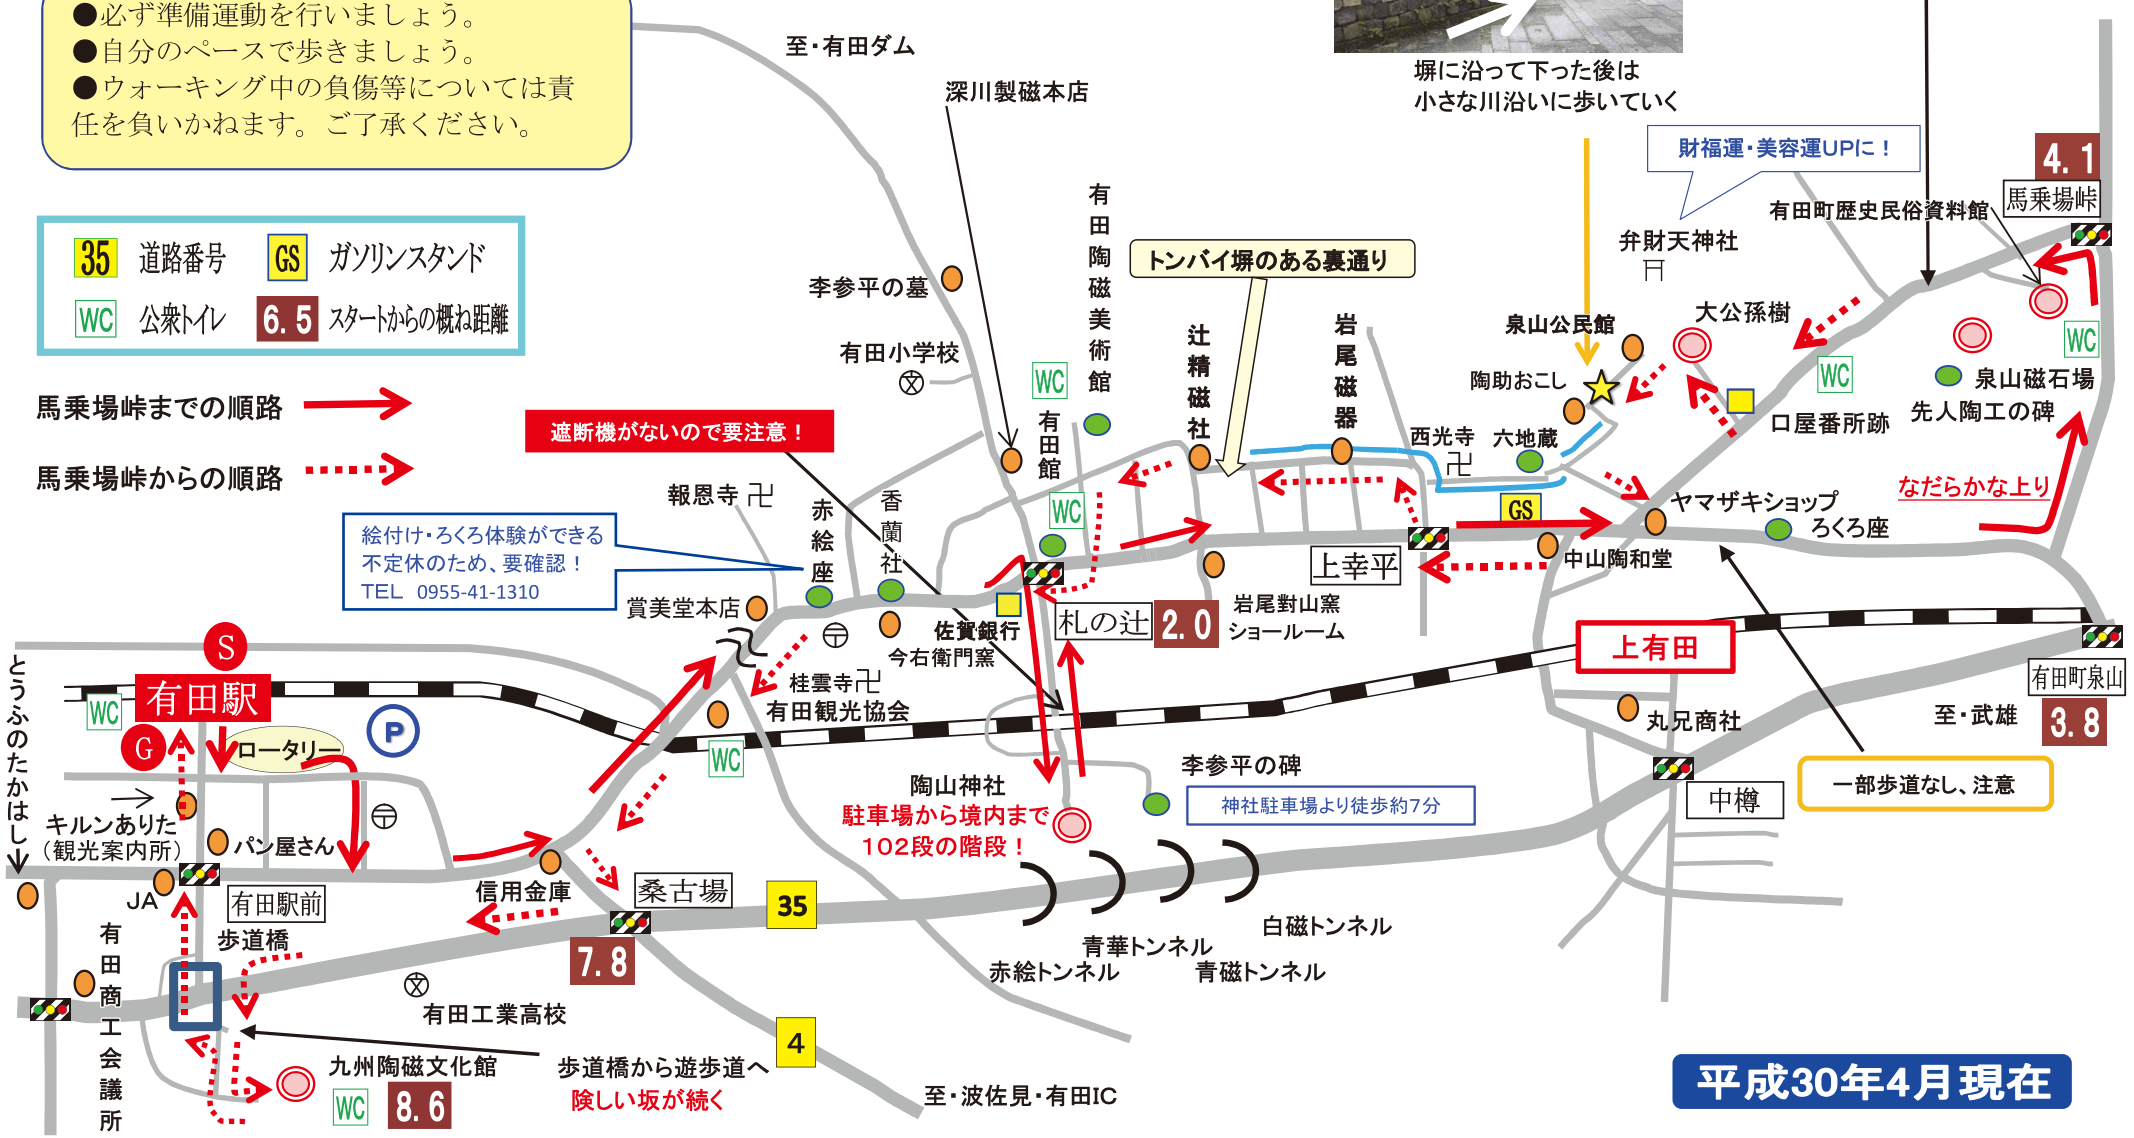 ●必ず準備運動を行いましょう。
●自分のペースで歩きましょう。
●ウォーキング中の負傷等については責
任を負いかねます。ご了承ください。
35 道路番号
GS ガソリンスタンド
WC 公衆トイレ
6.5 スタートからの概ね距離
馬乗場峠までの順路
馬乗場峠からの順路
至・有田ダム
深川製磁本店
塀に沿って下った後は
小さな川沿いに歩いていく
財福運・美容運UPに！
4.1
馬乗場峠
有田町歴史民俗資料館
弁財天神社
有田陶磁美術館
トンバイ塀のある裏通り
李参平の墓
有田小学校
文
WC
有田館
辻精磁社
岩尾磁器
泉山公民館
大公孫樹
陶助おこし
WC
WC
泉山磁石場
先人陶工の碑
口屋番所跡
遮断機がないので要注意！
西光寺
卍
六地蔵
なだらかな上り
報恩寺卍
赤絵座
香蘭社
WC
GS
ヤマザキショップ
ろくろ座
中山陶和堂
絵付け・ろくろ体験ができる
不定休のため、要確認！
TEL 0955-41-1310
上幸平
賞美堂本店
〒
佐賀銀行
今右衛門窯
札の辻
2.0
岩尾對山窯
ショールーム
上有田
S
有田駅
WC
G
ロータリー
P
とうふのたかはし
桂雲寺卍
有田観光協会
WC
有田町泉山
3.8
至・武雄
丸兄商社
一部歩道なし、注意
中樽
李参平の碑
神社駐車場より徒歩約7分
陶山神社
駐車場から境内まで
102段の階段！
キルンありた
（観光案内所）
パン屋さん
〒
JA
有田駅前
歩道橋
信用金庫
桑古場
35
7.8
赤絵トンネル
青華トンネル
青磁トンネル
白磁トンネル
有田商工会議所
文
有田工業高校
4
九州陶磁文化館
WC
8.6
歩道橋から遊歩道へ
険しい坂が続く
至・波佐見・有田IC
平成30年4月現在